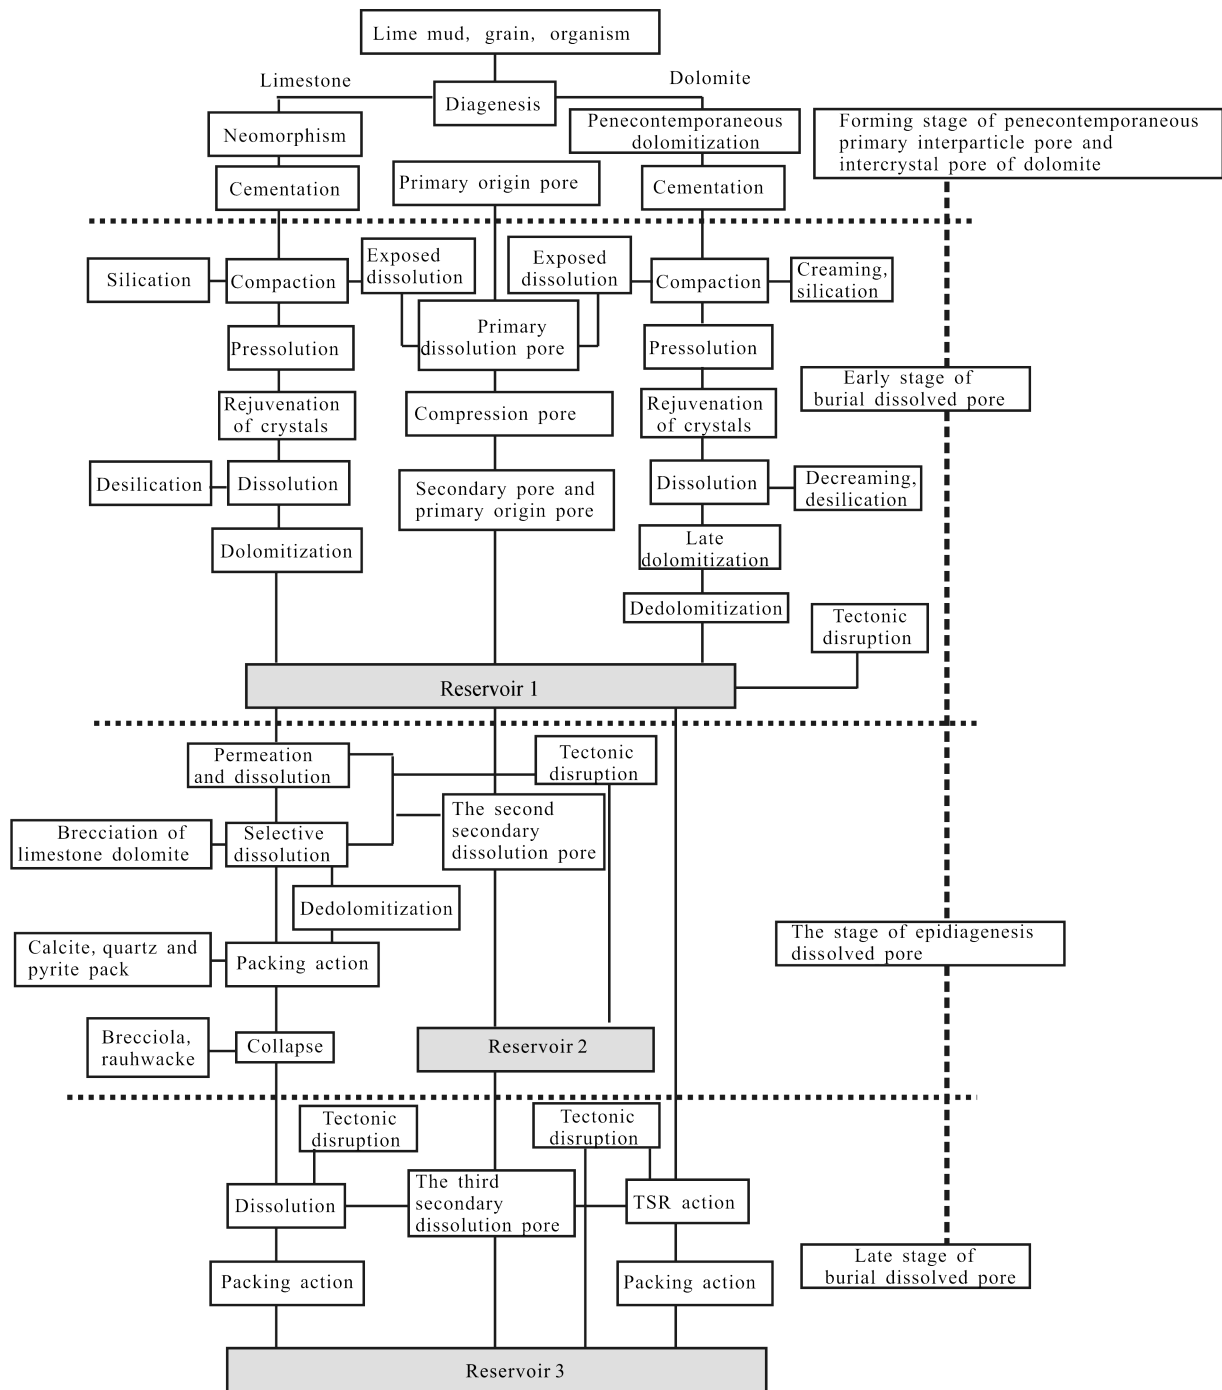 Lime mud, grain, organism
Limestone
Dolomite
Diagenesis
Neomorphism
Penecontemporaneous
dolomitization
Forming stage of penecontemporaneous
primary interparticle pore and
intercrystal pore of dolomite
Cementation
Primary origin pore
Cementation
Silication
Compaction
Exposed
dissolution
Exposed
dissolution
Compaction
Creaming,
silication
Pressolution
Primary
dissolution pore
Pressolution
Early stage of
burial dissolved pore
Rejuvenation
of crystals
Compression pore
Rejuvenation
of crystals
Desilication
Dissolution
Secondary pore and
primary origin pore
Dissolution
Decreaming,
desilication
Dolomitization
Late
dolomitization
Dedolomitization
Tectonic
disruption
Reservoir 1
Permeation
and dissolution
Tectonic
disruption
Brecciation of
limestone dolomite
Selective
dissolution
The second
secondary
dissolution pore
Dedolomitization
Calcite, quartz and
pyrite pack
Packing action
The stage of epidiagenesis
dissolved pore
Brecciola,
rauhwacke
Collapse
Reservoir 2
Tectonic
disruption
Tectonic
disruption
Dissolution
The third
secondary
dissolution pore
TSR action
Packing action
Packing action
Late stage of
burial dissolved pore
Reservoir 3